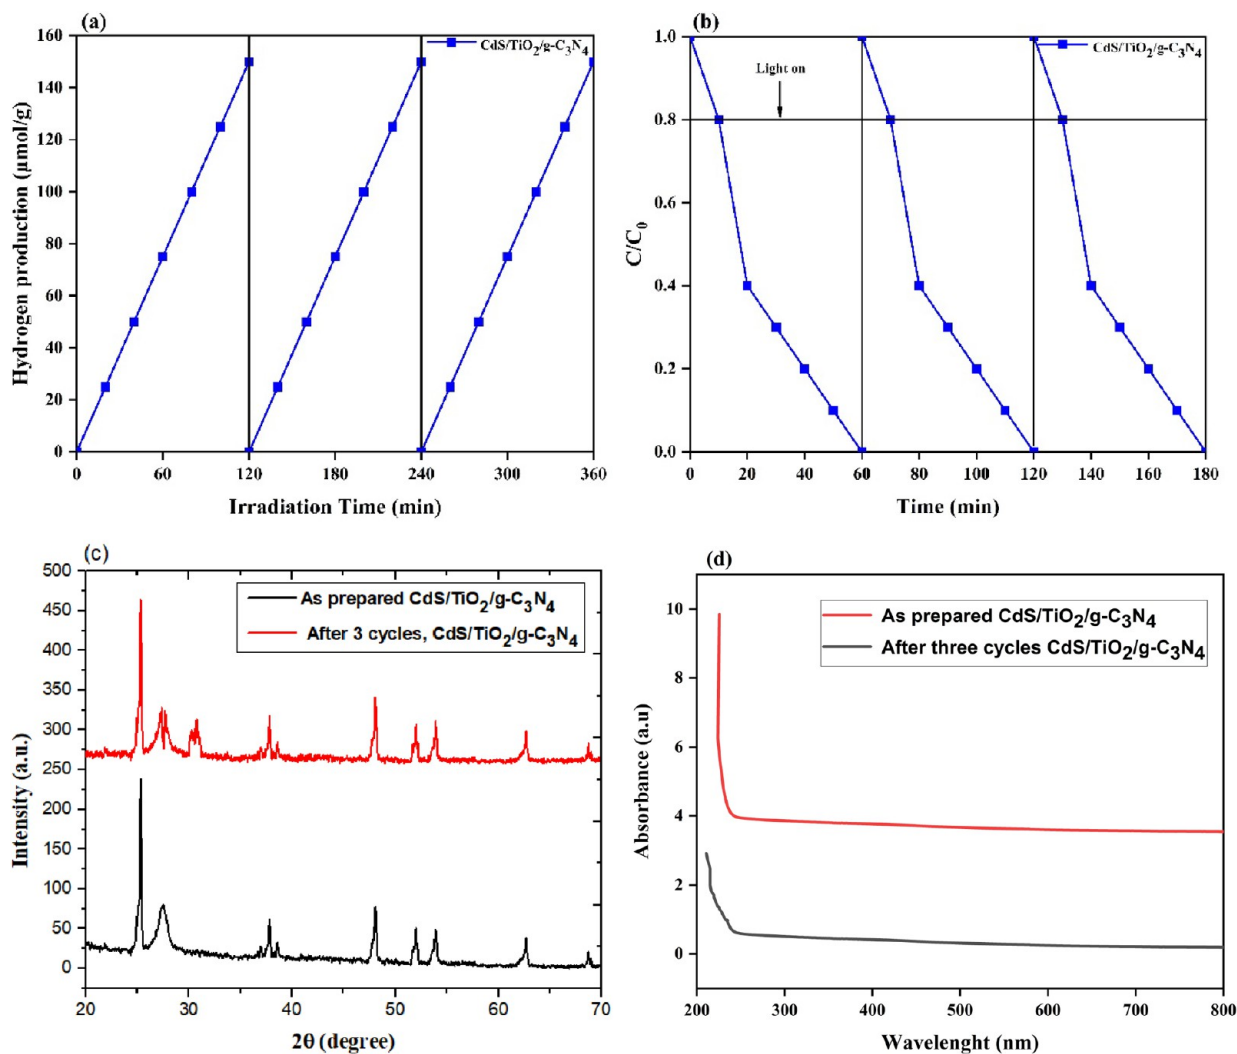 (a)
CdS/TiO2/g-C3N4
160
140
120
100
80
60
40
20
0
0 60 120 180 240 300 360
Hydrogen production (µmol/g)
Irradiation Time (min)
(b)
CdS/TiO2/g-C3N4
Light on
1.0
0.8
0.6
0.4
0.2
0.0
0 20 40 60 80 100 120 140 160 180
C/C0
Time (min)
(c)
As prepared CdS/TiO2/g-C3N4
After 3 cycles, CdS/TiO2/g-C3N4
500
450
400
350
300
250
200
150
100
50
0
20 30 40 50 60 70
Intensity (a.u.)
2θ (degree)
(d)
As prepared CdS/TiO2/g-C3N4
After three cycles CdS/TiO2/g-C3N4
10
8
6
4
2
0
200 300 400 500 600 700 800
Absorbance (a.u)
Wavelenght (nm)